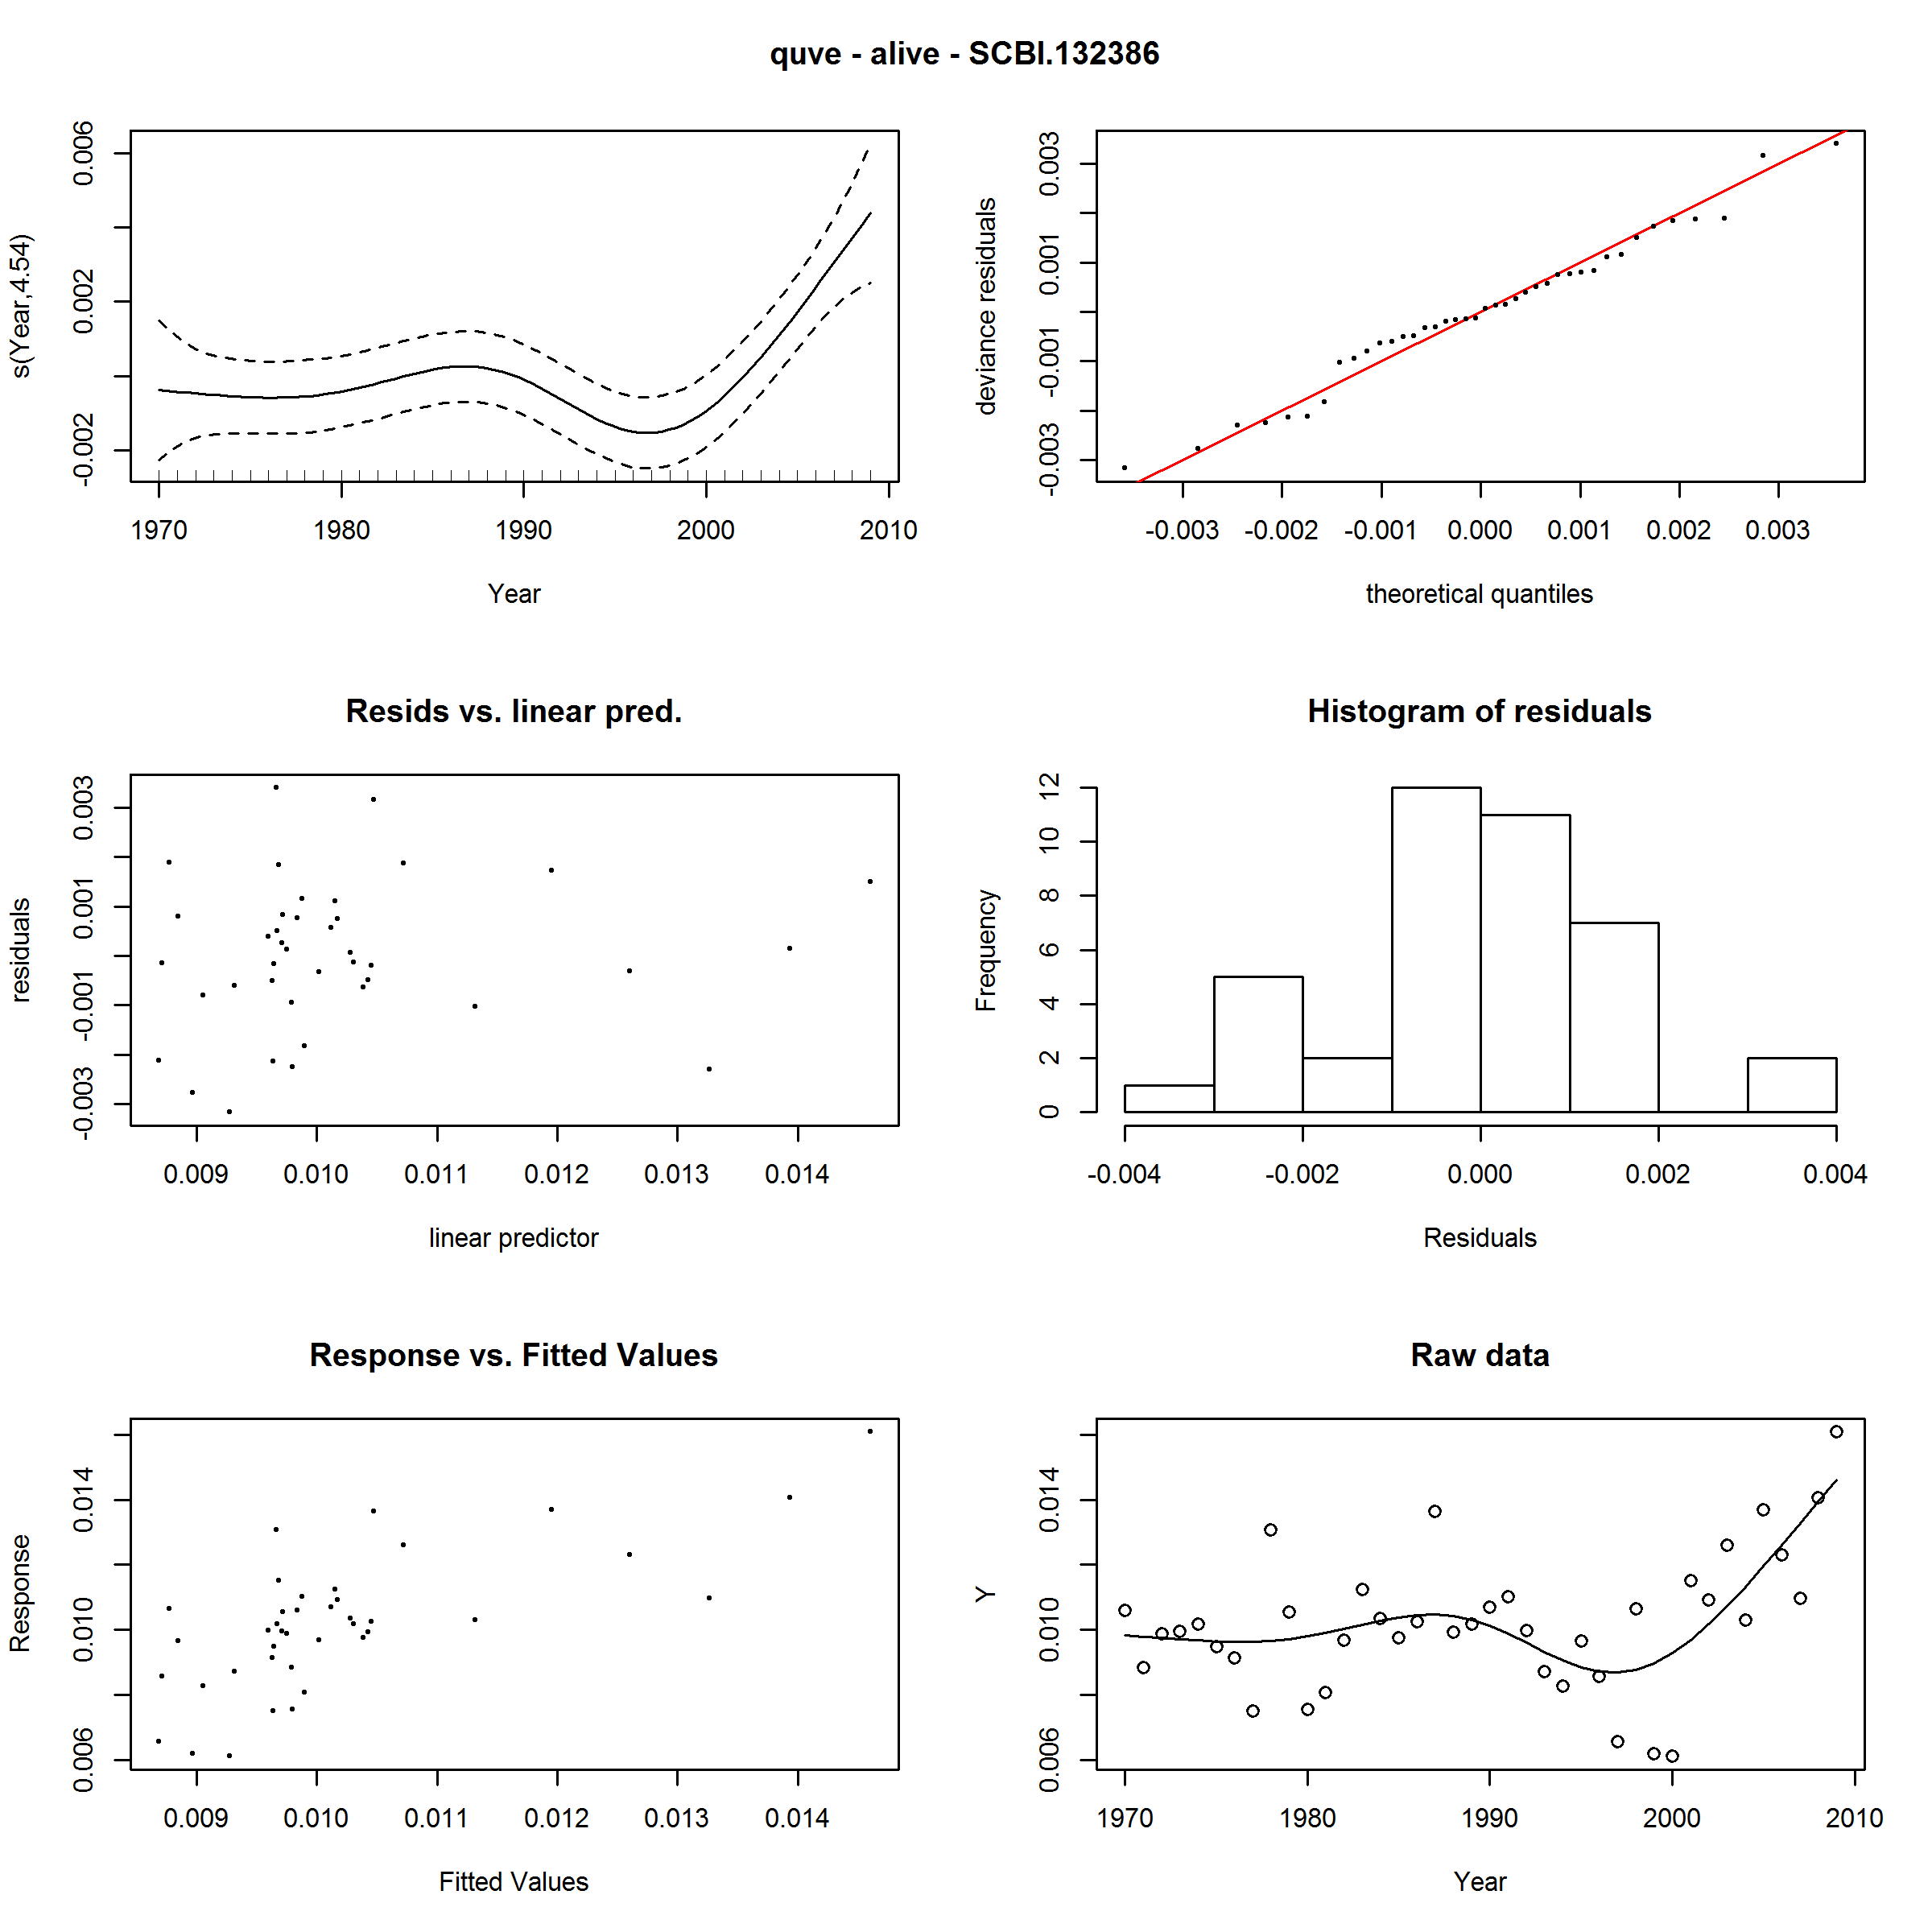 quve - alive - SCBI.132386
s(Year,4.54)
-0.002 0.002 0.006
1970 1980 1990 2000 2010
Year
deviance residuals
-0.003 -0.001 0.001 0.003
-0.003 -0.002 -0.001 0.000 0.001 0.002 0.003
theoretical quantiles
Resids vs. linear pred.
residuals
-0.003 -0.001 0.001 0.003
0.009 0.010 0.011 0.012 0.013 0.014
linear predictor
Histogram of residuals
Frequency
0 2 4 6 8 10 12
-0.004 -0.002 0.000 0.002 0.004
Residuals
Response vs. Fitted Values
Response
0.006 0.010 0.014
0.009 0.010 0.011 0.012 0.013 0.014
Fitted Values
Raw data
Y
0.006 0.010 0.014
1970 1980 1990 2000 2010
Year